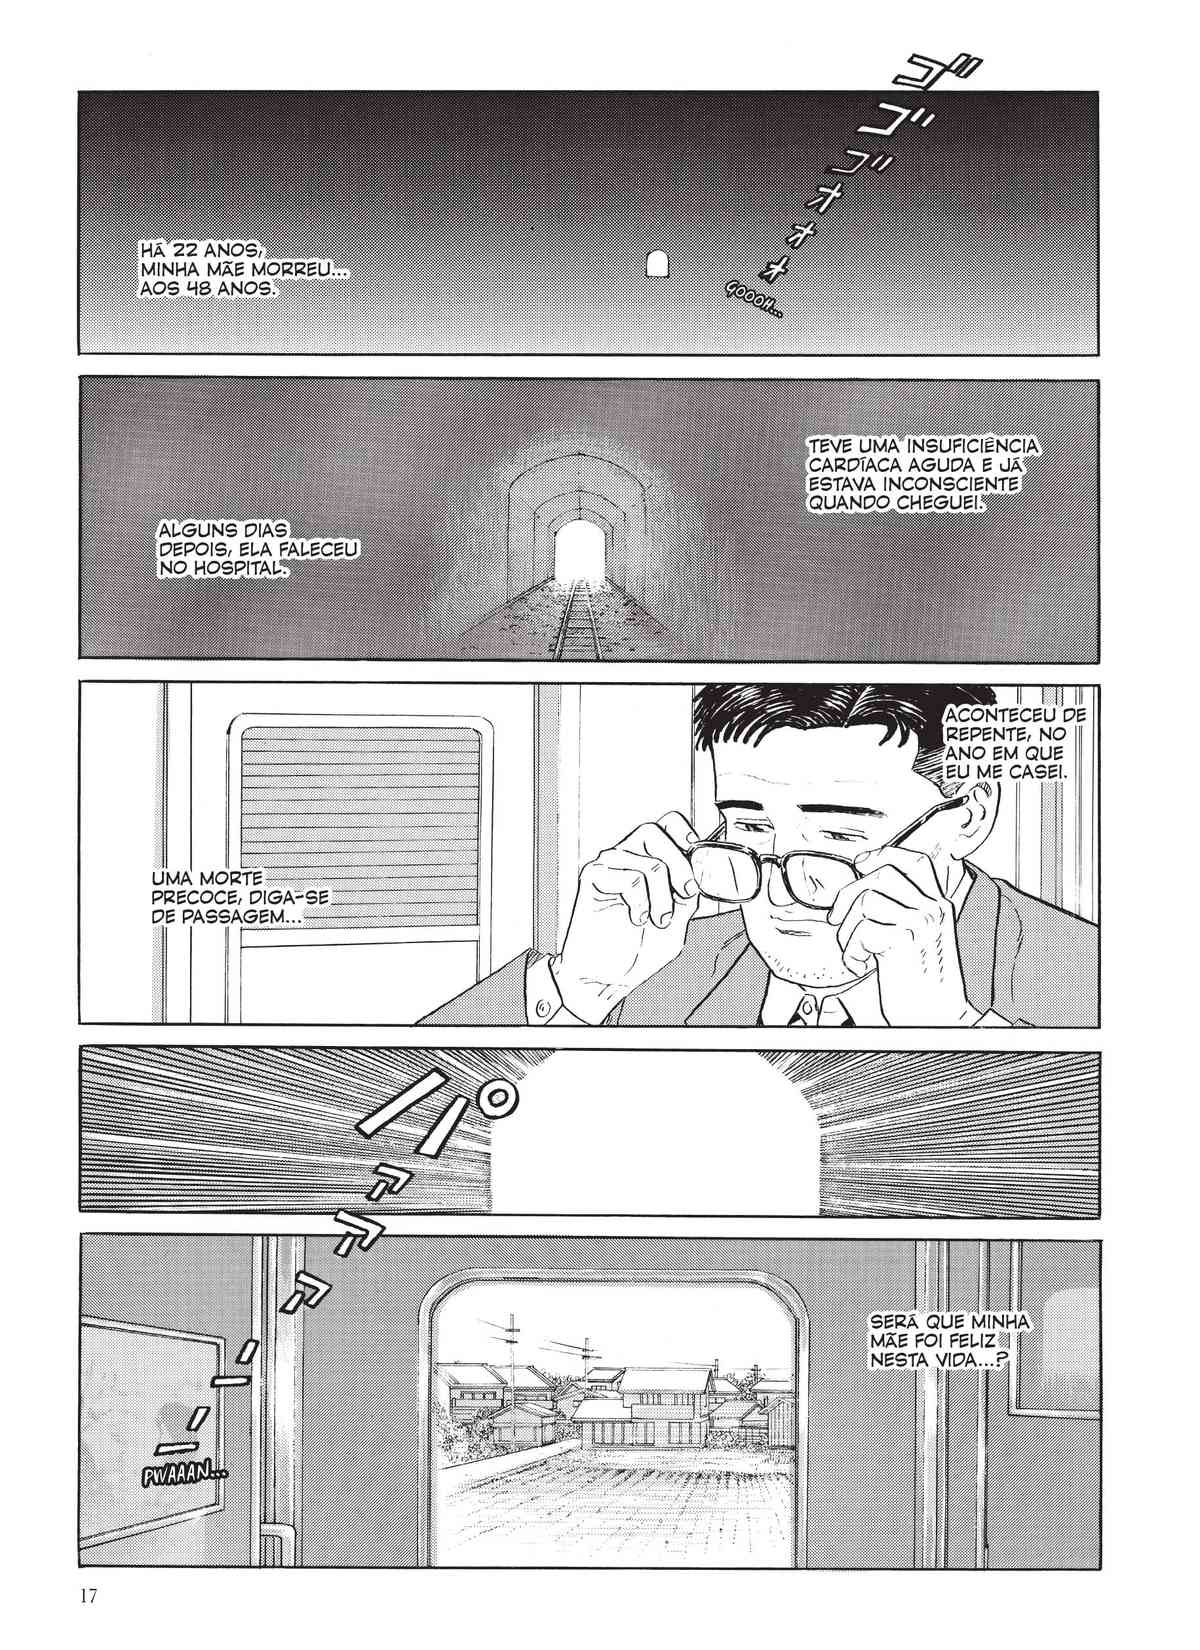 ゴゴゴオオオ
GOOOH...
HÁ 22 ANOS,
MINHA MÃE MORREU...
AOS 48 ANOS.
TEVE UMA INSUFICIÊNCIA
CARDÍACA AGUDA E JÁ
ESTAVA INCONSCIENTE
QUANDO CHEGUEI.
ALGUNS DIAS
DEPOIS, ELA FALECEU
NO HOSPITAL.
ACONTECEU DE
REPENTE, NO
ANO EM QUE
EU ME CASEI.
UMA MORTE
PRECOCE, DIGA-SE
DE PASSAGEM...
パァァァン
PWAAAN...
SERÁ QUE MINHA
MÃE FOI FELIZ
NESTA VIDA...?
17